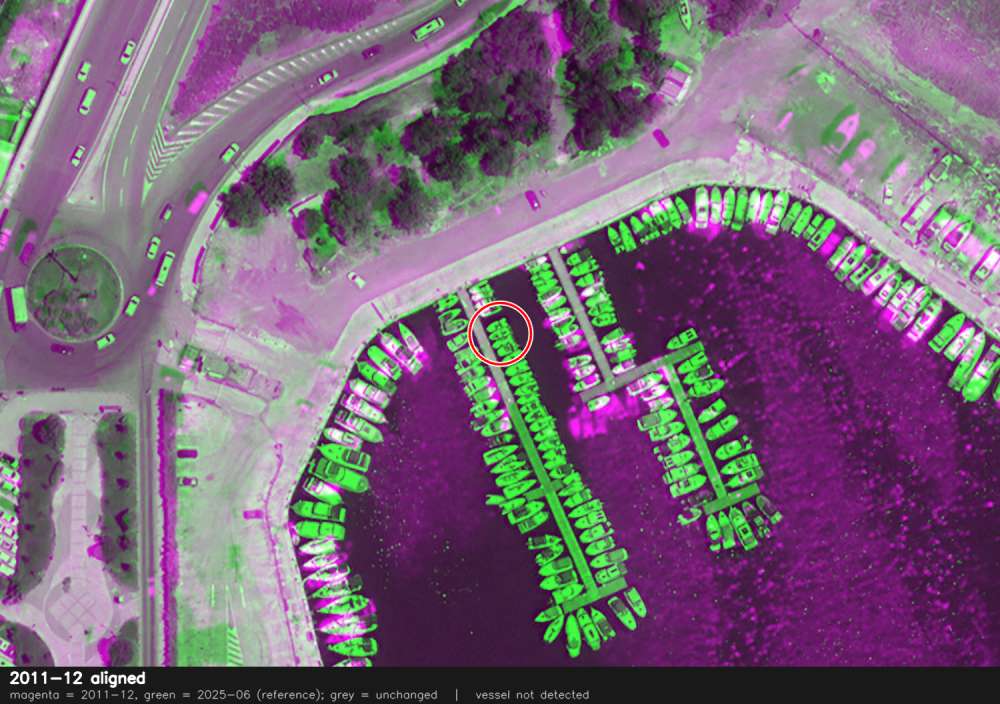 2011-12 aligned
magenta = 2011-12, green = 2025-06 (reference); grey = unchanged | vessel not detected